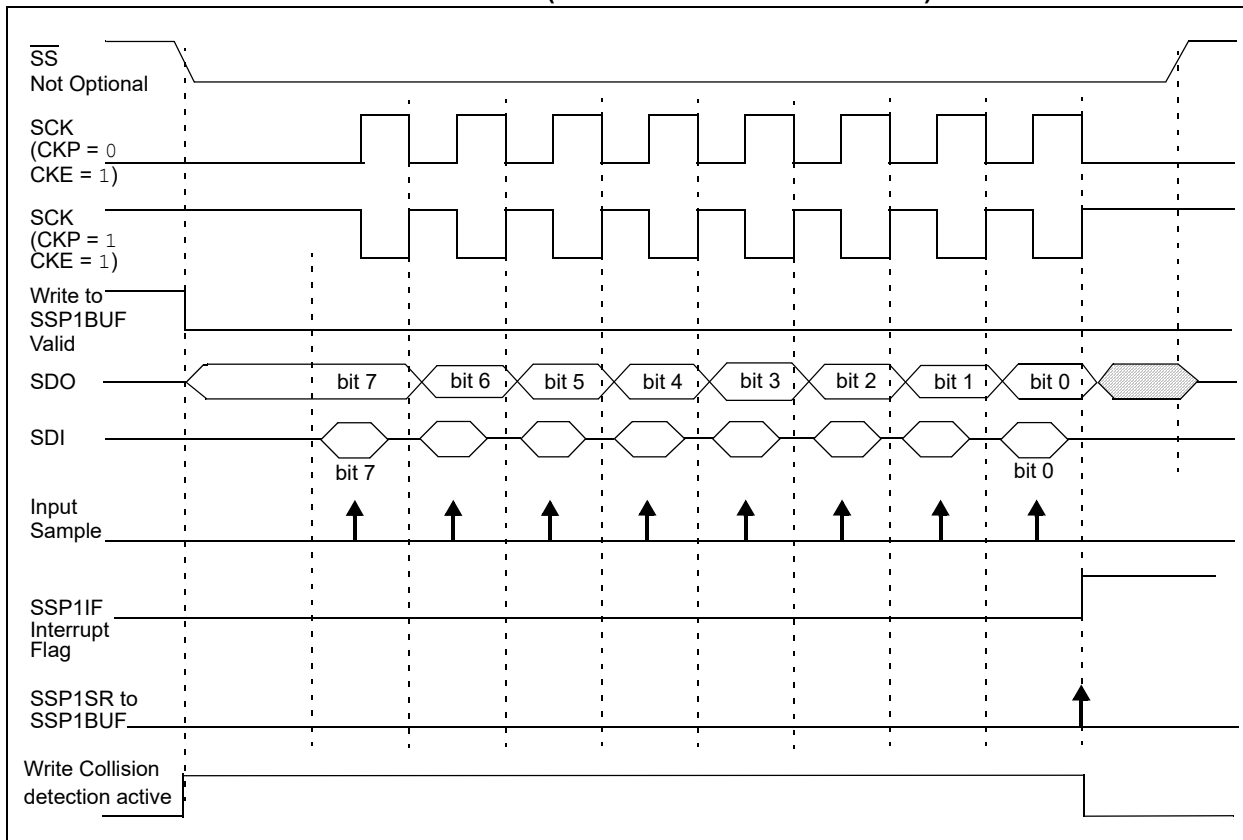 SS
Not Optional
SCK
(CKP = 0
CKE = 1)
SCK
(CKP = 1
CKE = 1)
Write to
SSP1BUF
Valid
SDO
bit 7 bit 6 bit 5 bit 4 bit 3 bit 2 bit 1 bit 0
SDI
bit 7 bit 0
Input
Sample
SSP1IF
Interrupt
Flag
SSP1SR to
SSP1BUF
Write Collision
detection active